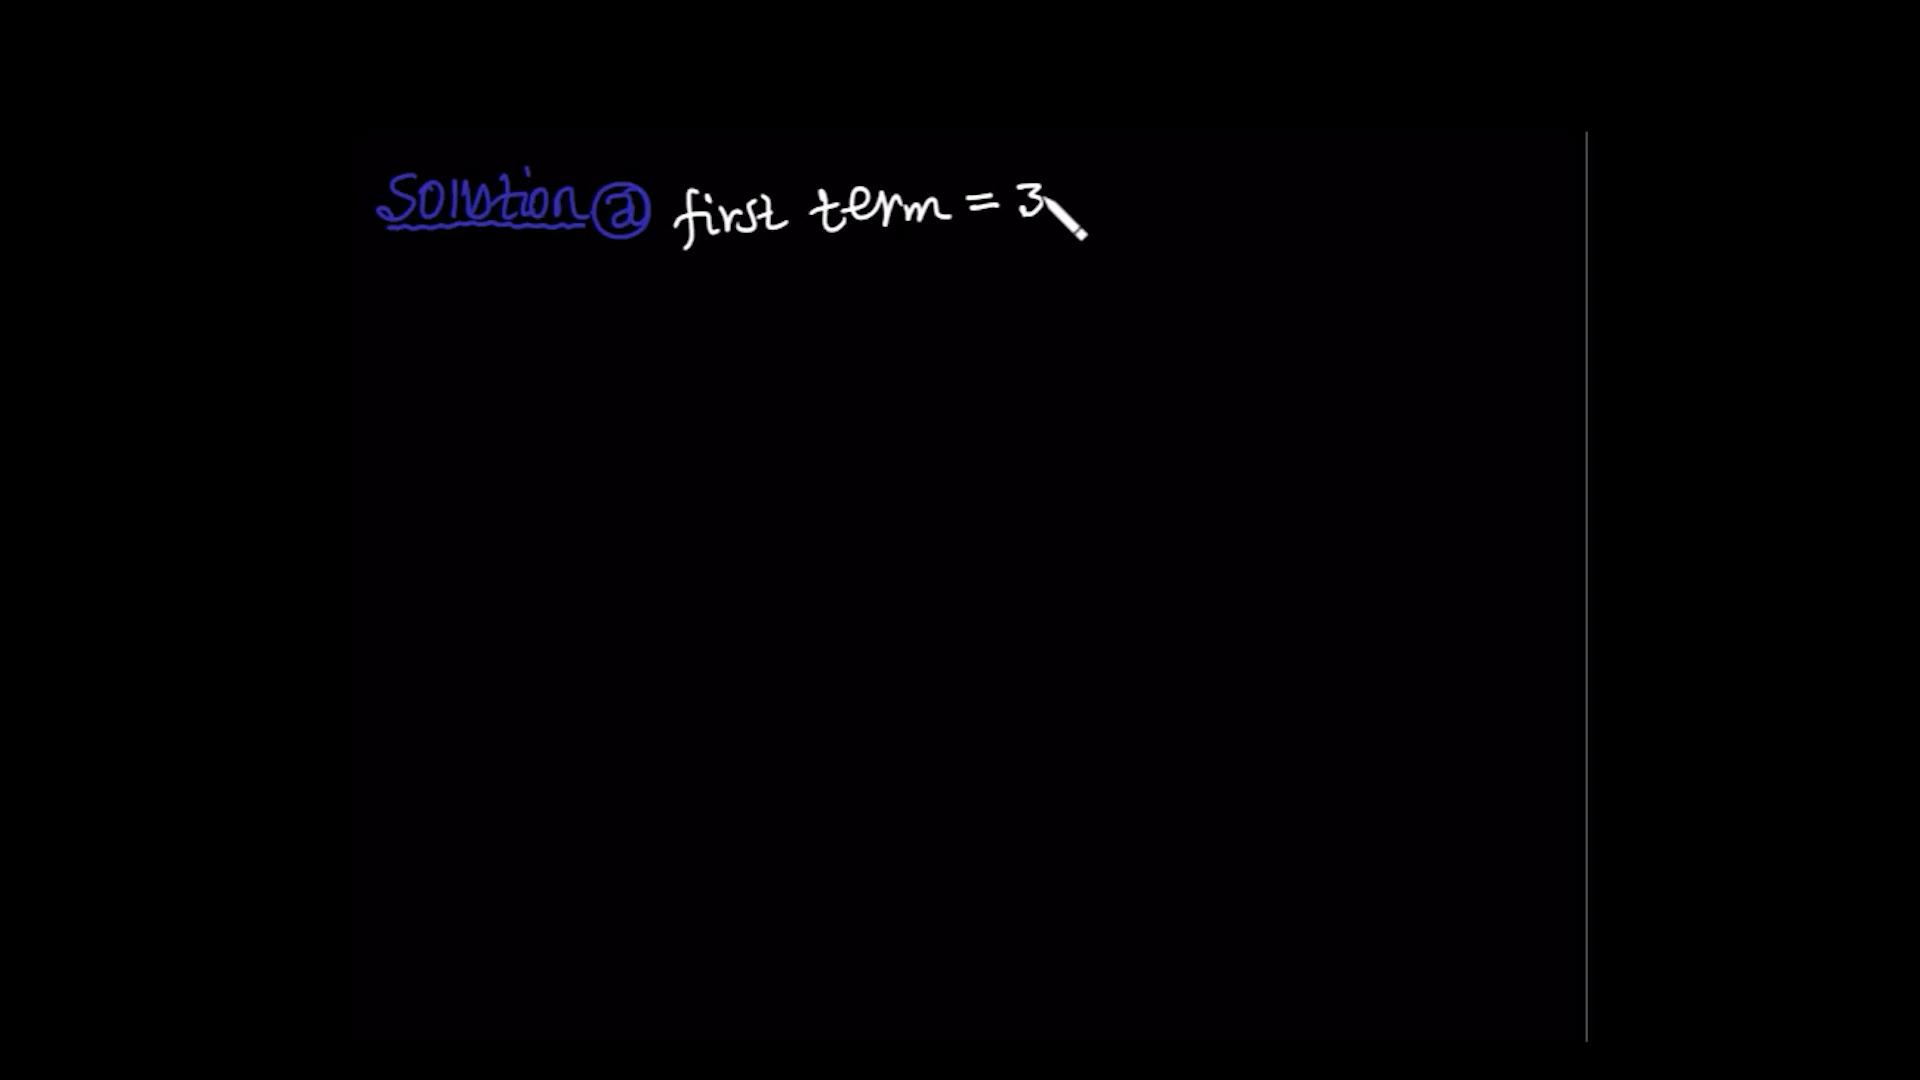 Solution ⓐ first term = 3